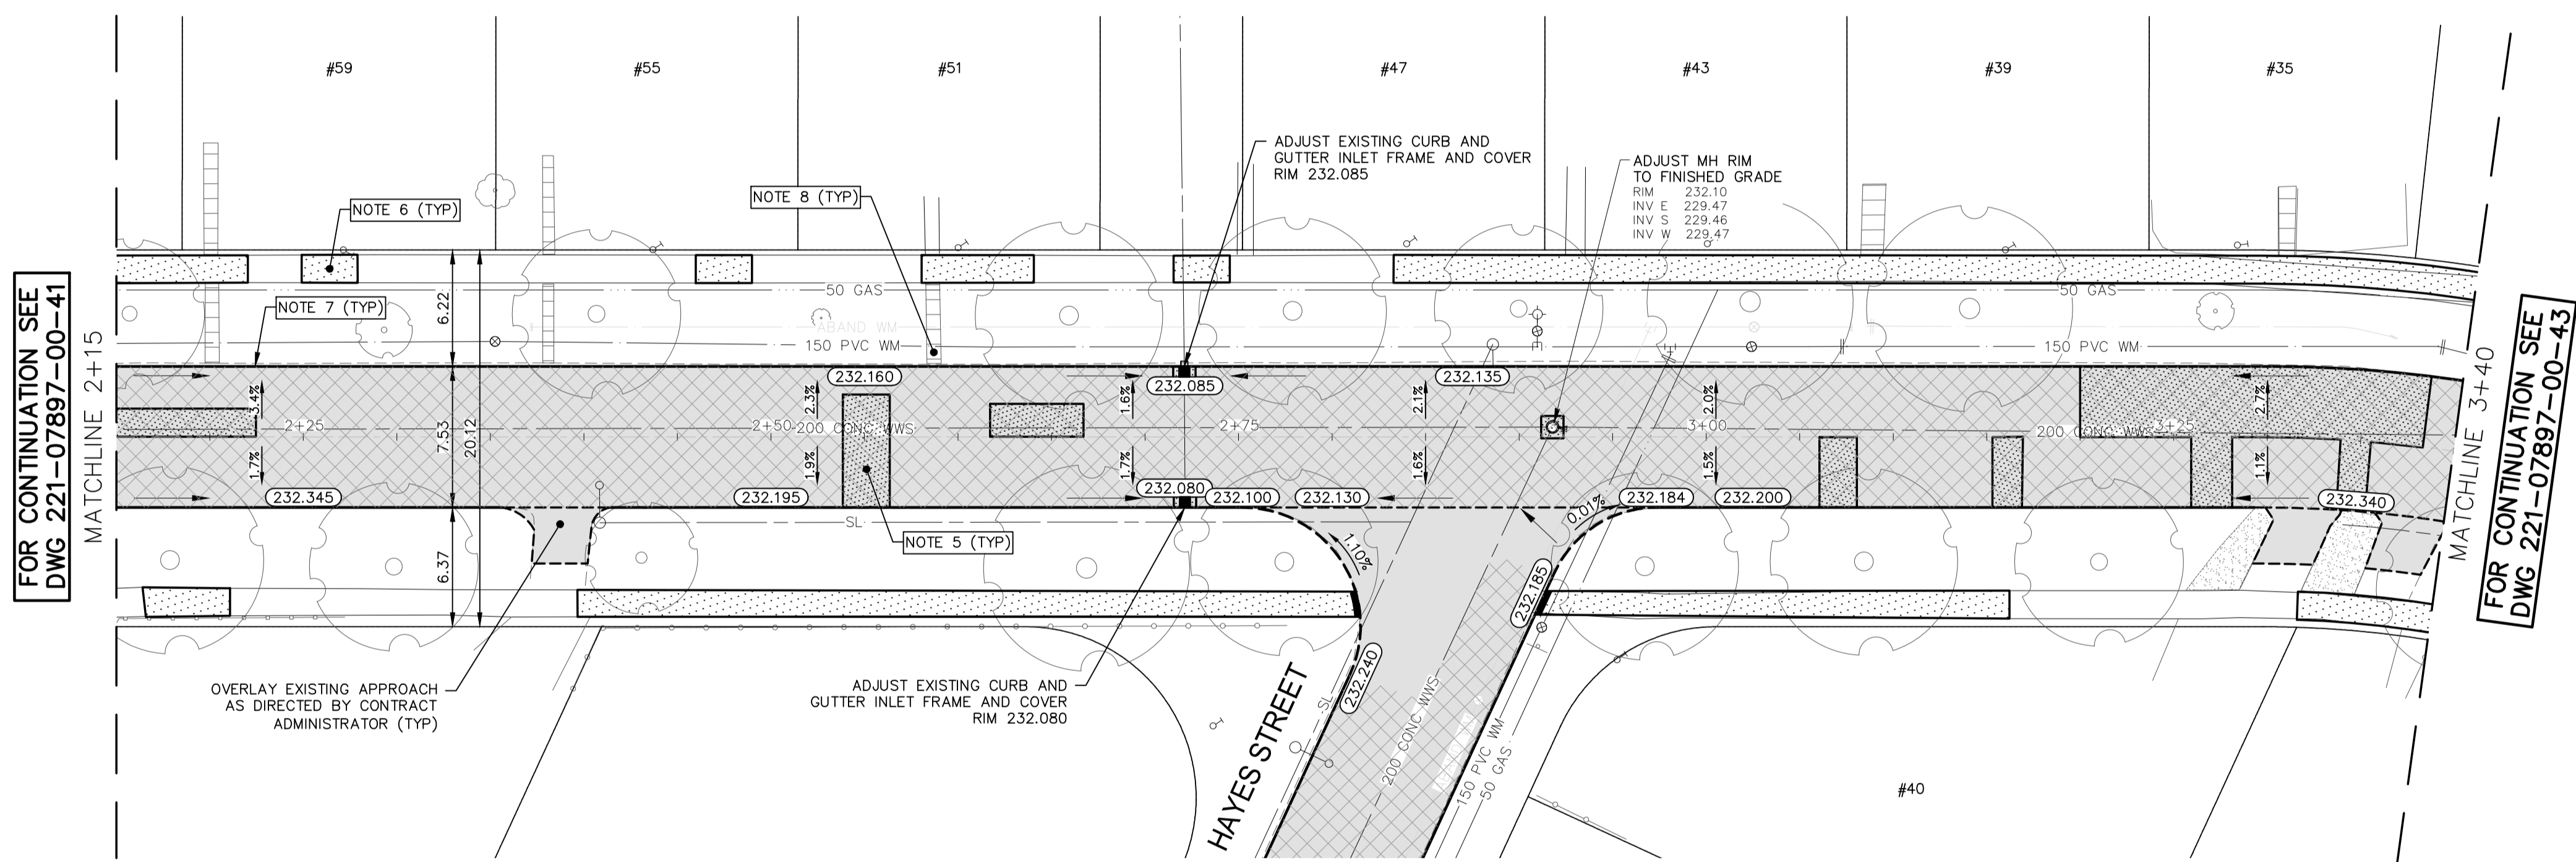 #59
#55
#51
#47
#43
#39
#35
ADJUST EXISTING CURB AND
GUTTER INLET FRAME AND COVER
RIM 232.085
ADJUST MH RIM
TO FINISHED GRADE
RIM 232.10
INV E 229.47
INV S 229.46
INV W 229.47
NOTE 6 (TYP)
NOTE 8 (TYP)
NOTE 7 (TYP)
FOR CONTINUATION SEE
DWG 221-07897-00-41
MATCHLINE 2+15
6.22
7.53
20.12
6.37
50 GAS
50 GAS
ABAND WM
150 PVC WM
150 PVC WM
232.160
232.085
232.135
3.4%
2.3%
1.6%
2.1%
2.0%
2.7%
2+25
2+50
200 CONC WWS
2+75
3+00
200 CONC WWS
3+25
1.7%
1.9%
1.7%
1.6%
1.5%
1.1%
232.345
232.195
232.080
232.100
232.130
232.184
232.200
232.340
SL
NOTE 5 (TYP)
1.10%
0.01%
232.185
232.240
OVERLAY EXISTING APPROACH
AS DIRECTED BY CONTRACT
ADMINISTRATOR (TYP)
ADJUST EXISTING CURB AND
GUTTER INLET FRAME AND COVER
RIM 232.080
HAYES STREET
SL
200 CONC WWS
150 PVC WM
50 GAS
#40
MATCHLINE 3+40
FOR CONTINUATION SEE
DWG 221-07897-00-43